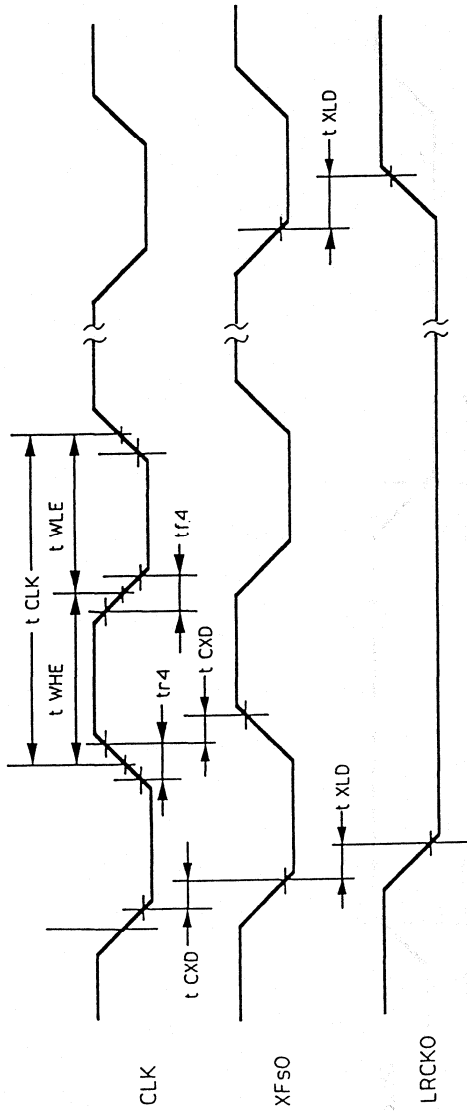 t CLK
t WHE
t WLE
tr4
tf4
CLK
t CXD
t CXD
XFsO
t XLD
t XLD
LRCKO